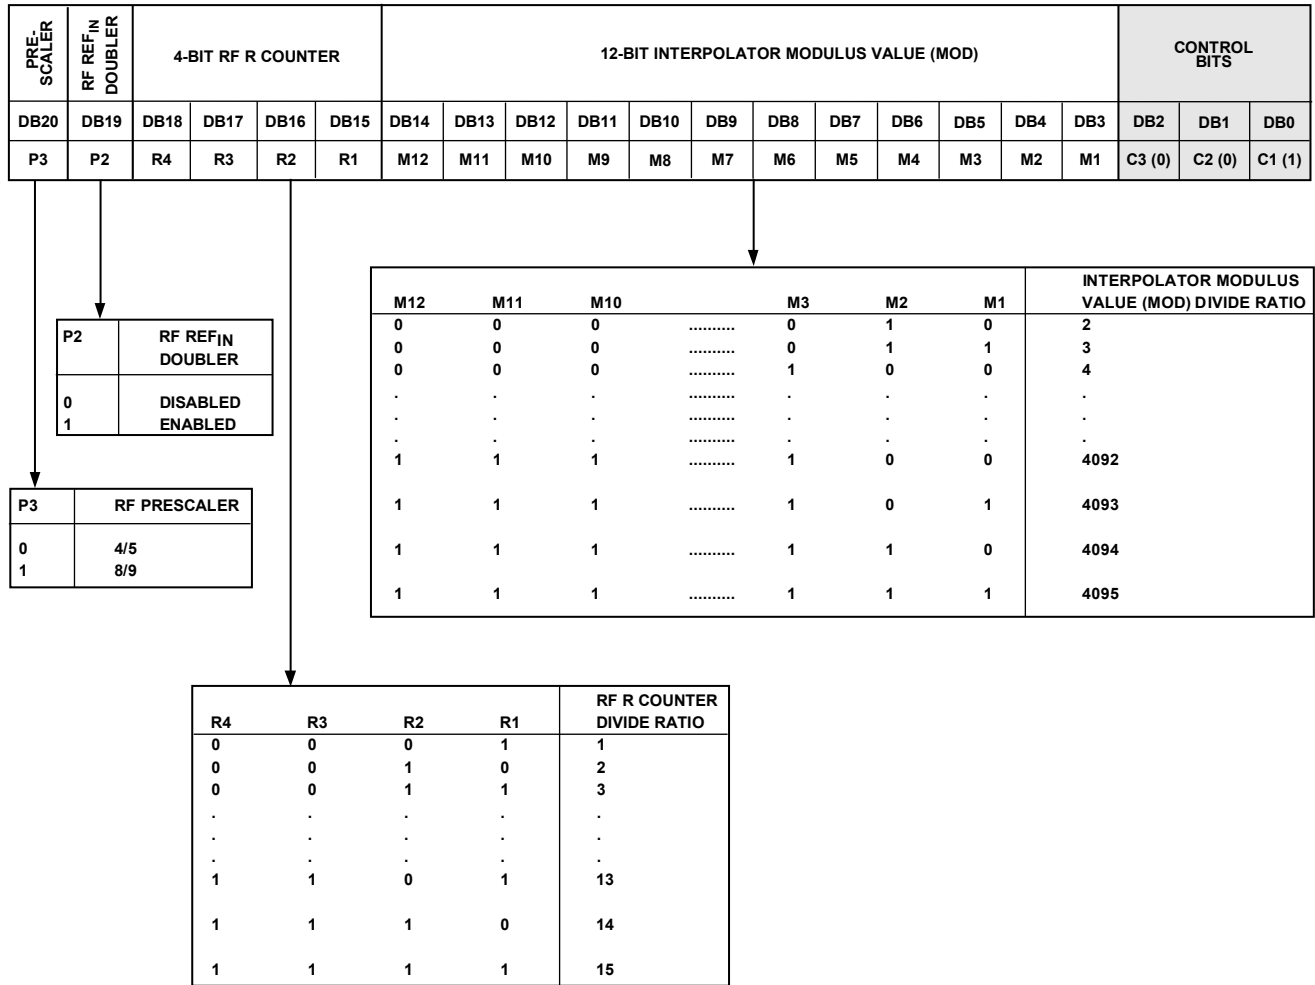 PRE-
SCALER
RF REFIN
DOUBLER
4-BIT RF R COUNTER
12-BIT INTERPOLATOR MODULUS VALUE (MOD)
CONTROL
BITS
DB20 DB19 DB18 DB17 DB16 DB15 DB14 DB13 DB12 DB11 DB10 DB9 DB8 DB7 DB6 DB5 DB4 DB3 DB2 DB1 DB0
P3 P2 R4 R3 R2 R1 M12 M11 M10 M9 M8 M7 M6 M5 M4 M3 M2 M1 C3 (0) C2 (0) C1 (1)
P2 RF REFIN
DOUBLER
0 DISABLED
1 ENABLED
P3 RF PRESCALER
0 4/5
1 8/9
INTERPOLATOR MODULUS
M12 M11 M10 M3 M2 M1 VALUE (MOD) DIVIDE RATIO
0 0 0 .......... 0 1 0 2
0 0 0 .......... 0 1 1 3
0 0 0 .......... 1 0 0 4
. . . .......... . . . .
. . . .......... . . . .
. . . .......... . . . .
1 1 1 .......... 1 0 0 4092
1 1 1 .......... 1 0 1 4093
1 1 1 .......... 1 1 0 4094
1 1 1 .......... 1 1 1 4095
RF R COUNTER
R4 R3 R2 R1 DIVIDE RATIO
0 0 0 1 1
0 0 1 0 2
0 0 1 1 3
. . . . .
. . . . .
. . . . .
1 1 0 1 13
1 1 1 0 14
1 1 1 1 15